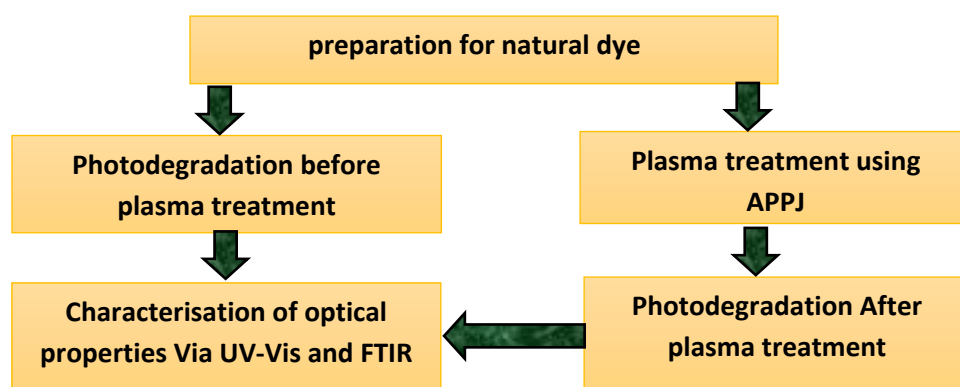 preparation for natural dye
Photodegradation before
plasma treatment
Plasma treatment using
APPJ
Characterisation of optical
properties Via UV-Vis and FTIR
Photodegradation After
plasma treatment